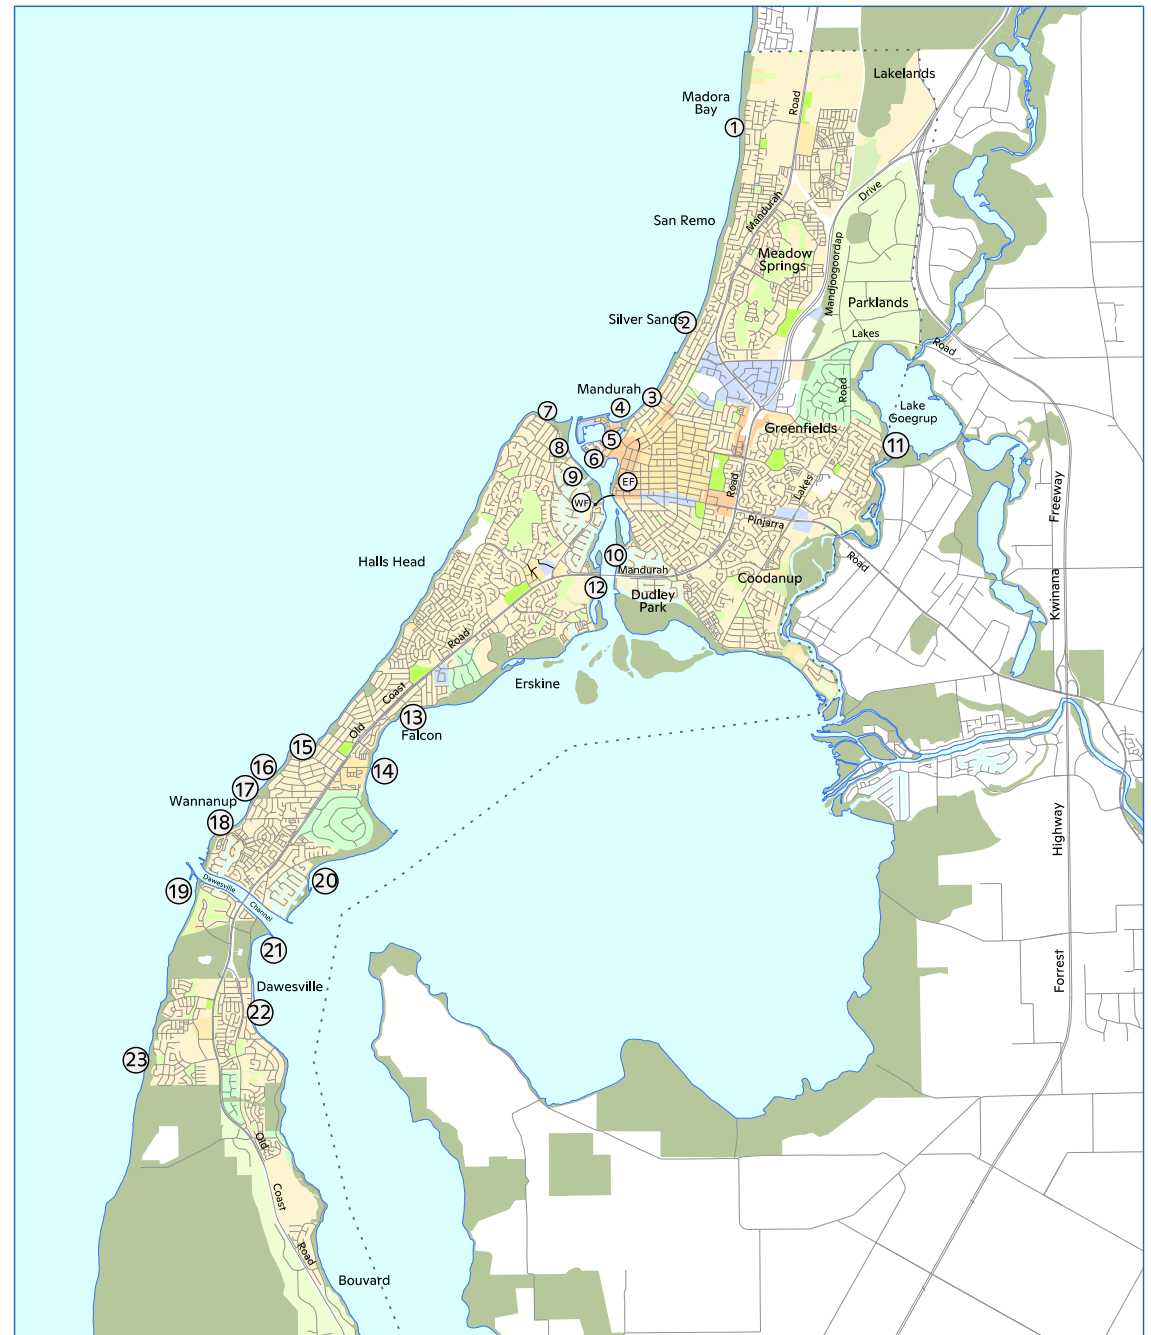 Lakelands
Madora
Bay
1
Road
Drive
San Remo
Mandurah
Meadow
Springs
Mandjoogoordap
Parklands
Silver Sands
2
Lakes
Road
Mandurah
3
4
7
Road
Lake
Goegrup
Greenfields
5
8
11
6
9
EF
Road
Lakes
Freeway
WF
Pinjarra
Halls Head
10
Road
Mandurah
Coodanup
Kwinana
12
Dudley
Park
Road
Erskine
Coast
13
Old
Falcon
15
16
14
17
Wannanup
18
Highway
Dawesville
19
20
Channel
21
Forrest
Dawesville
22
23
Old
Coast
Road
Bouvard